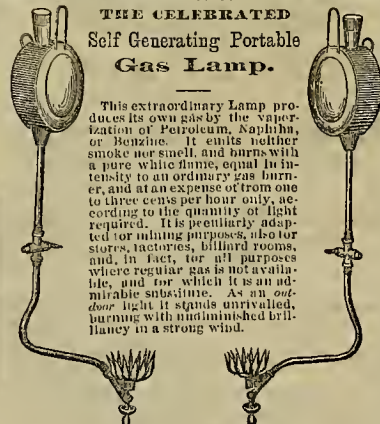 THE CELEBRATED
Self Generating Portable
Gas Lamp.
This extraordinary Lamp pro-
duces its own gas by the vapor-
ization of Petroleum, Naphtha,
or Benzine. It emits neither
smoke nor smell, and burns with
a pure white flame, equal in in-
tensity to an ordinary gas burn-
er, and at an expense of from one
to three cents per hour only, ac-
cording to the quantity of light
required. It is peculiarly adap-
ted for mining purposes, also for
stores, factories, billiard rooms,
and, in fact, for all purposes
where regular gas is not availa-
ble, and for which it is an ad-
mirable substitute. As an out-
door light it stands unrivalled,
burning with undiminished bril-
liancy in a strong wind.